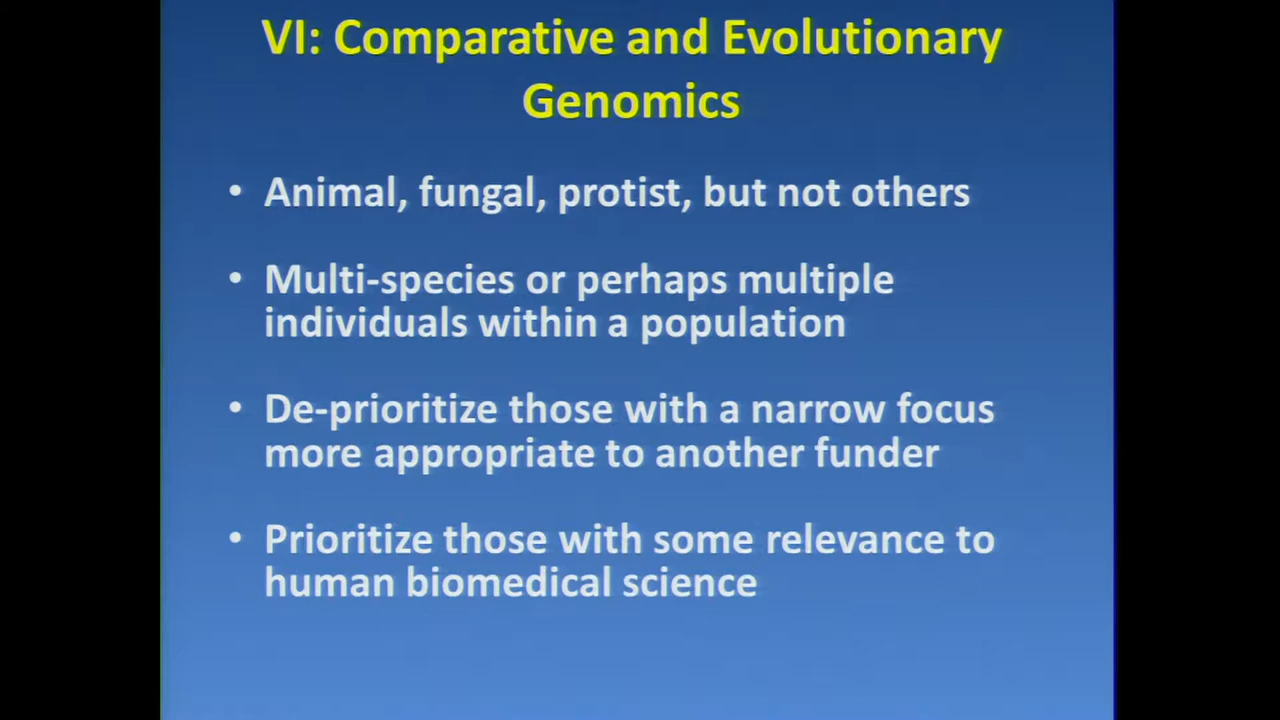 VI: Comparative and Evolutionary
Genomics
• Animal, fungal, protist, but not others
• Multi-species or perhaps multiple
individuals within a population
• De-prioritize those with a narrow focus
more appropriate to another funder
• Prioritize those with some relevance to
human biomedical science